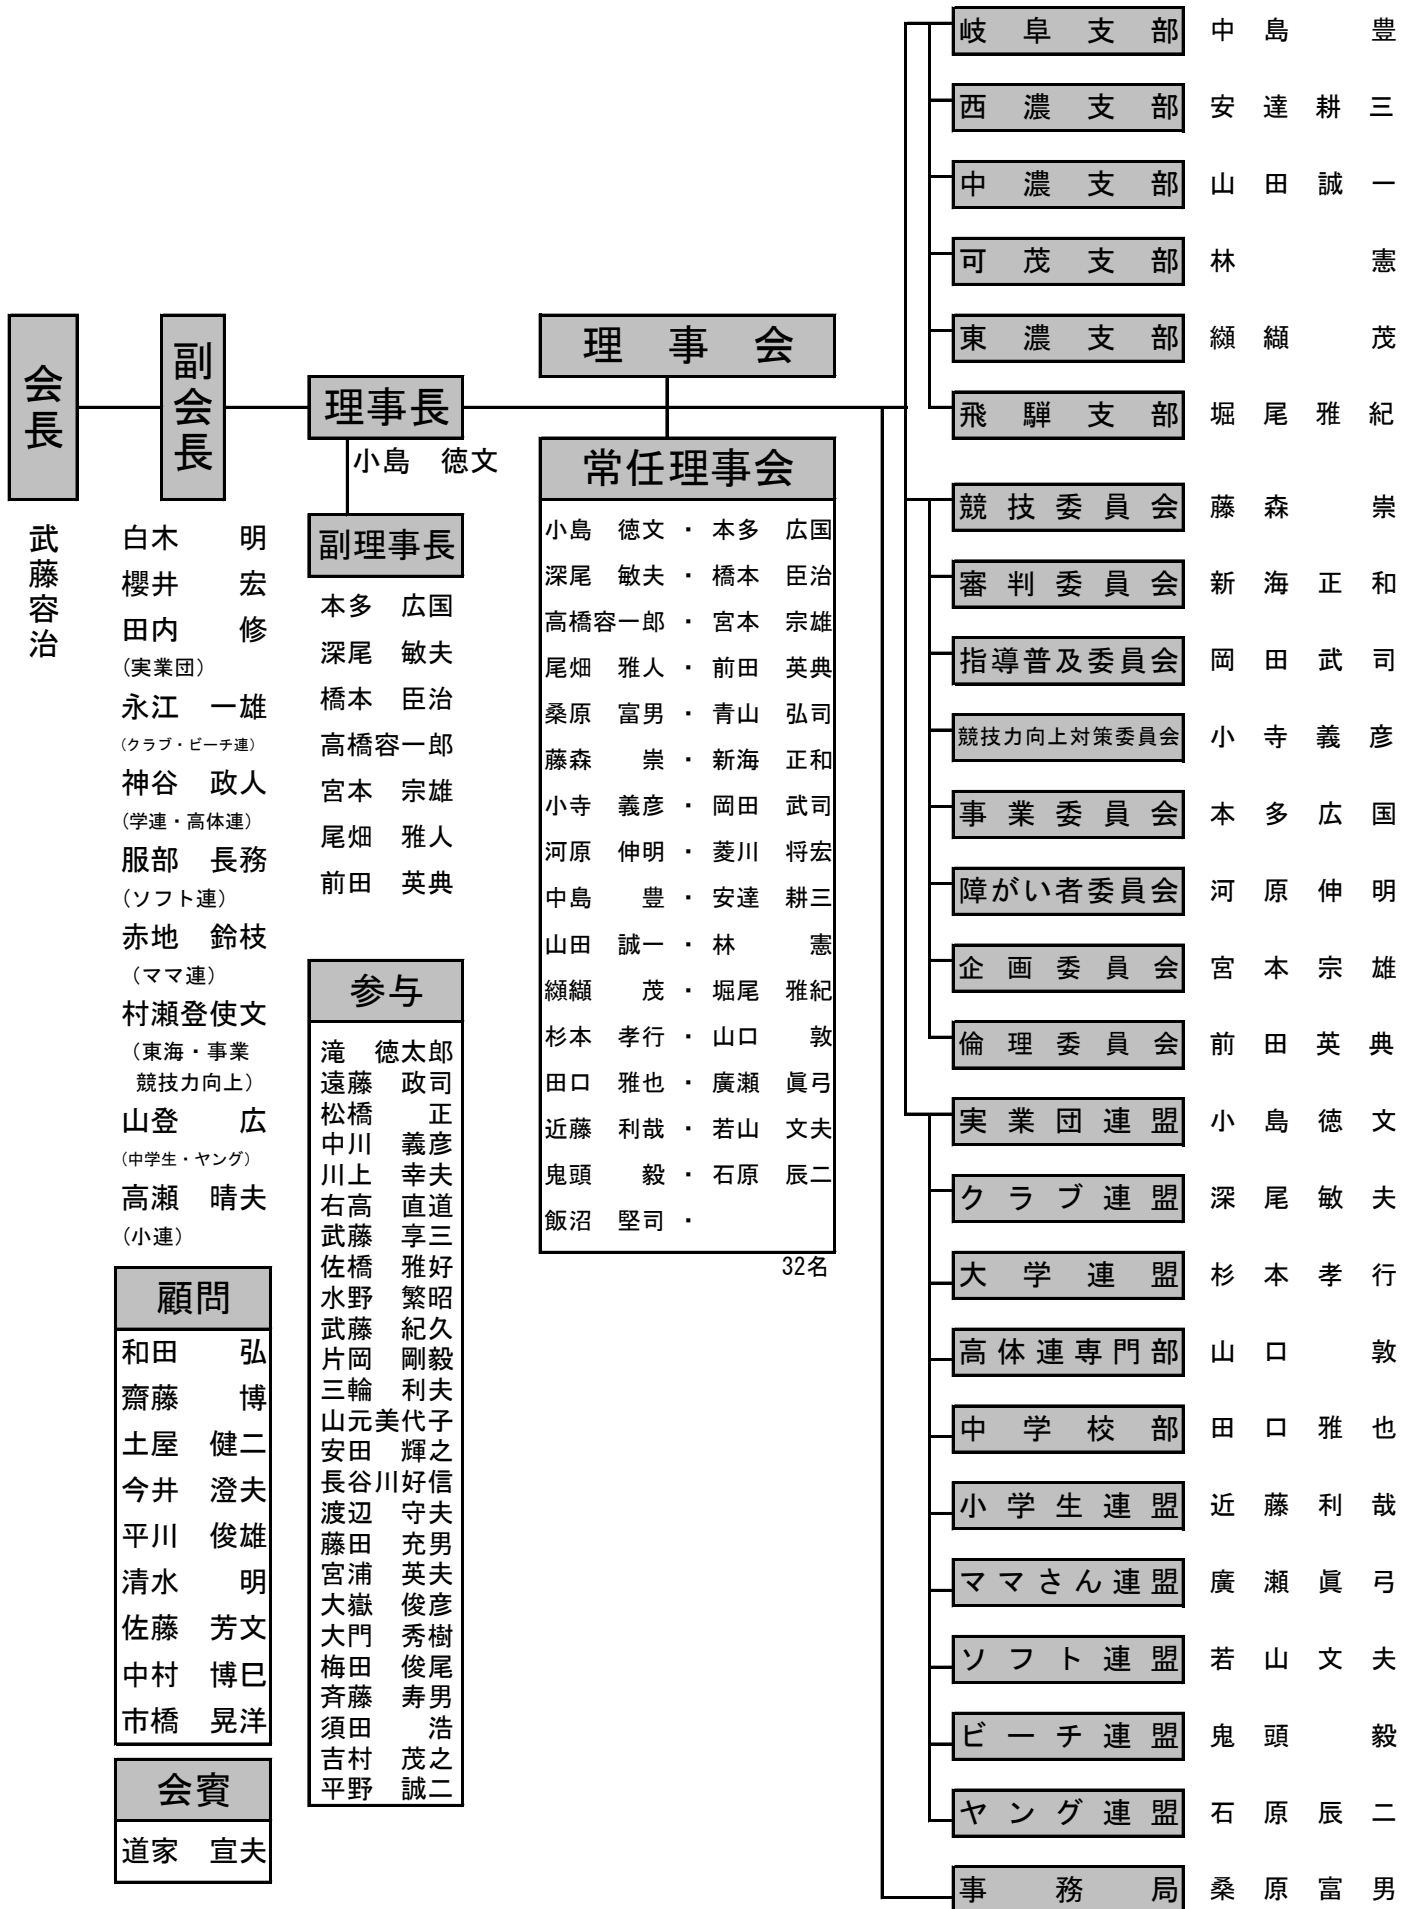 会長
武藤容治
副会長
白木　明
櫻井　宏
田内　修
(実業団)
永江　一雄
(クラブ・ビーチ連)
神谷　政人
(学連・高体連)
服部　長務
(ソフト連)
赤地　鈴枝
(ママ連)
村瀬登使文
(東海・事業
競技力向上)
山登　広
(中学生・ヤング)
高瀬　晴夫
(小連)
顧問
和田　弘
齋藤　博
土屋　健二
今井　澄夫
平川　俊雄
清水　明
佐藤　芳文
中村　博巳
市橋　晃洋
会賓
道家　宣夫
理事長
小島　徳文
副理事長
本多　広国
深尾　敏夫
橋本　臣治
高橋容一郎
宮本　宗雄
尾畑　雅人
前田　英典
参与
滝　徳太郎
遠藤　政司
松橋　正
中川　義彦
川上　幸夫
右高　直道
武藤　享三
佐橋　雅好
水野　繁昭
武藤　紀久
片岡　剛毅
三輪　利夫
山元美代子
安田　輝之
長谷川好信
渡辺　守夫
藤田　充男
宮浦　英夫
大嶽　俊彦
大門　秀樹
梅田　俊尾
斉藤　寿男
須田　浩
吉村　茂之
平野　誠二
理事会
常任理事会
小島　徳文 ・ 本多　広国
深尾　敏夫 ・ 橋本　臣治
高橋容一郎 ・ 宮本　宗雄
尾畑　雅人 ・ 前田　英典
桑原　富男 ・ 青山　弘司
藤森　崇 ・ 新海　正和
小寺　義彦 ・ 岡田　武司
河原　伸明 ・ 菱川　将宏
中島　豊 ・ 安達　耕三
山田　誠一 ・ 林　憲
纐纈　茂 ・ 堀尾　雅紀
杉本　孝行 ・ 山口　敦
田口　雅也 ・ 廣瀬　眞弓
近藤　利哉 ・ 若山　文夫
鬼頭　毅 ・ 石原　辰二
飯沼　堅司 ・
32名
岐阜支部 中島　豊
西濃支部 安達耕三
中濃支部 山田誠一
可茂支部 林　憲
東濃支部 纐纈　茂
飛騨支部 堀尾雅紀
競技委員会 藤森　崇
審判委員会 新海正和
指導普及委員会 岡田武司
競技力向上対策委員会 小寺義彦
事業委員会 本多広国
障がい者委員会 河原伸明
企画委員会 宮本宗雄
倫理委員会 前田英典
実業団連盟 小島徳文
クラブ連盟 深尾敏夫
大学連盟 杉本孝行
高体連専門部 山口　敦
中学校部 田口雅也
小学生連盟 近藤利哉
ママさん連盟 廣瀬眞弓
ソフト連盟 若山文夫
ビーチ連盟 鬼頭　毅
ヤング連盟 石原辰二
事務局 桑原富男